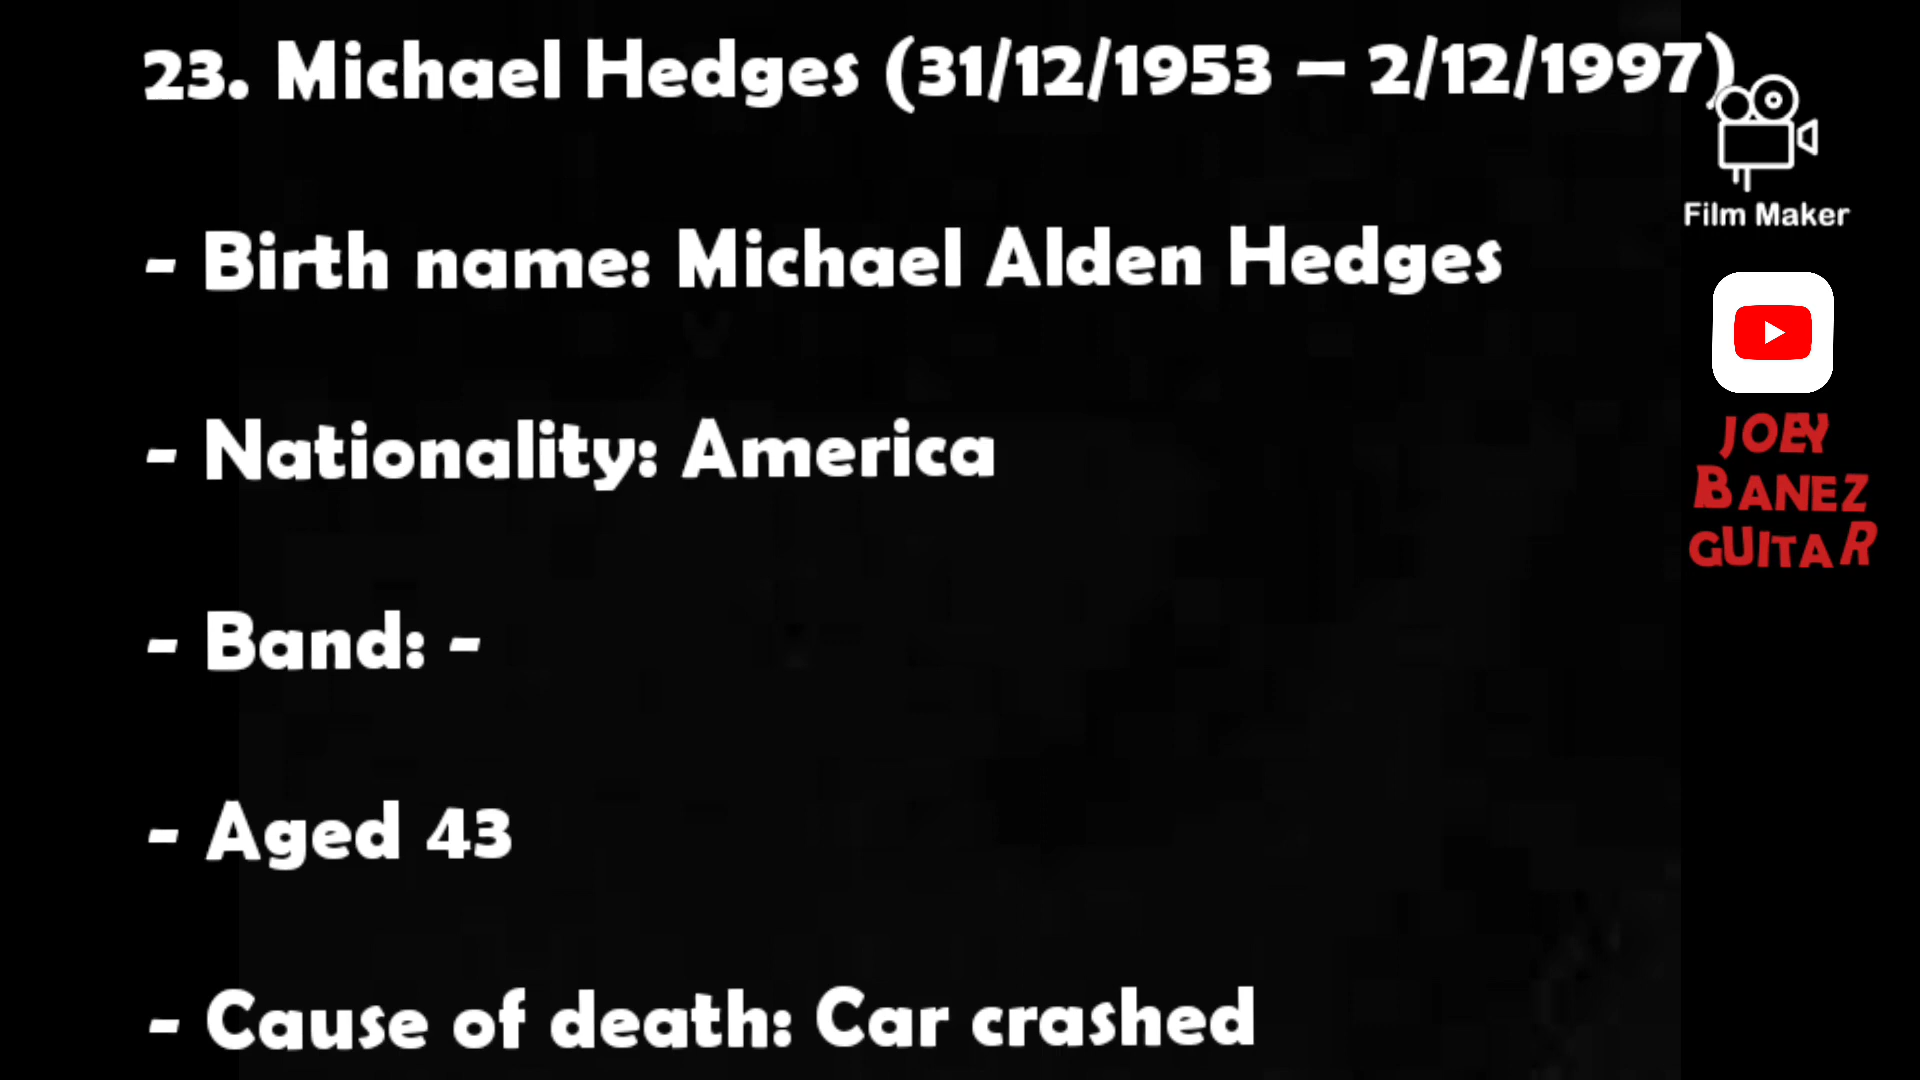 23. Michael Hedges (31/12/1953 – 2/12/1997)
Film Maker
- Birth name: Michael Alden Hedges
- Nationality: America
JOEY
BANEZ
GUITAR
- Band: -
- Aged 43
- Cause of death: Car crashed